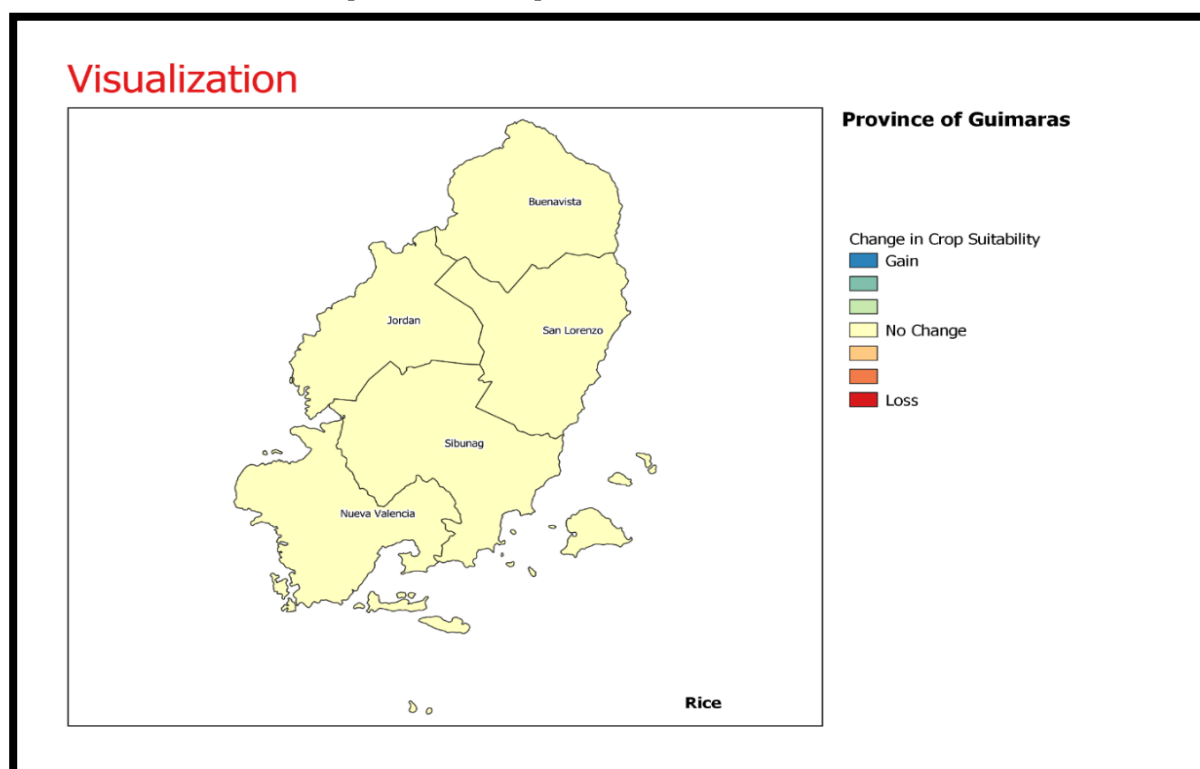 Visualization
Province of Guimaras
Buenavista
Change in Crop Suitability
Gain
Jordan
San Lorenzo
No Change
Loss
Sibunag
Nueva Valencia
Rice